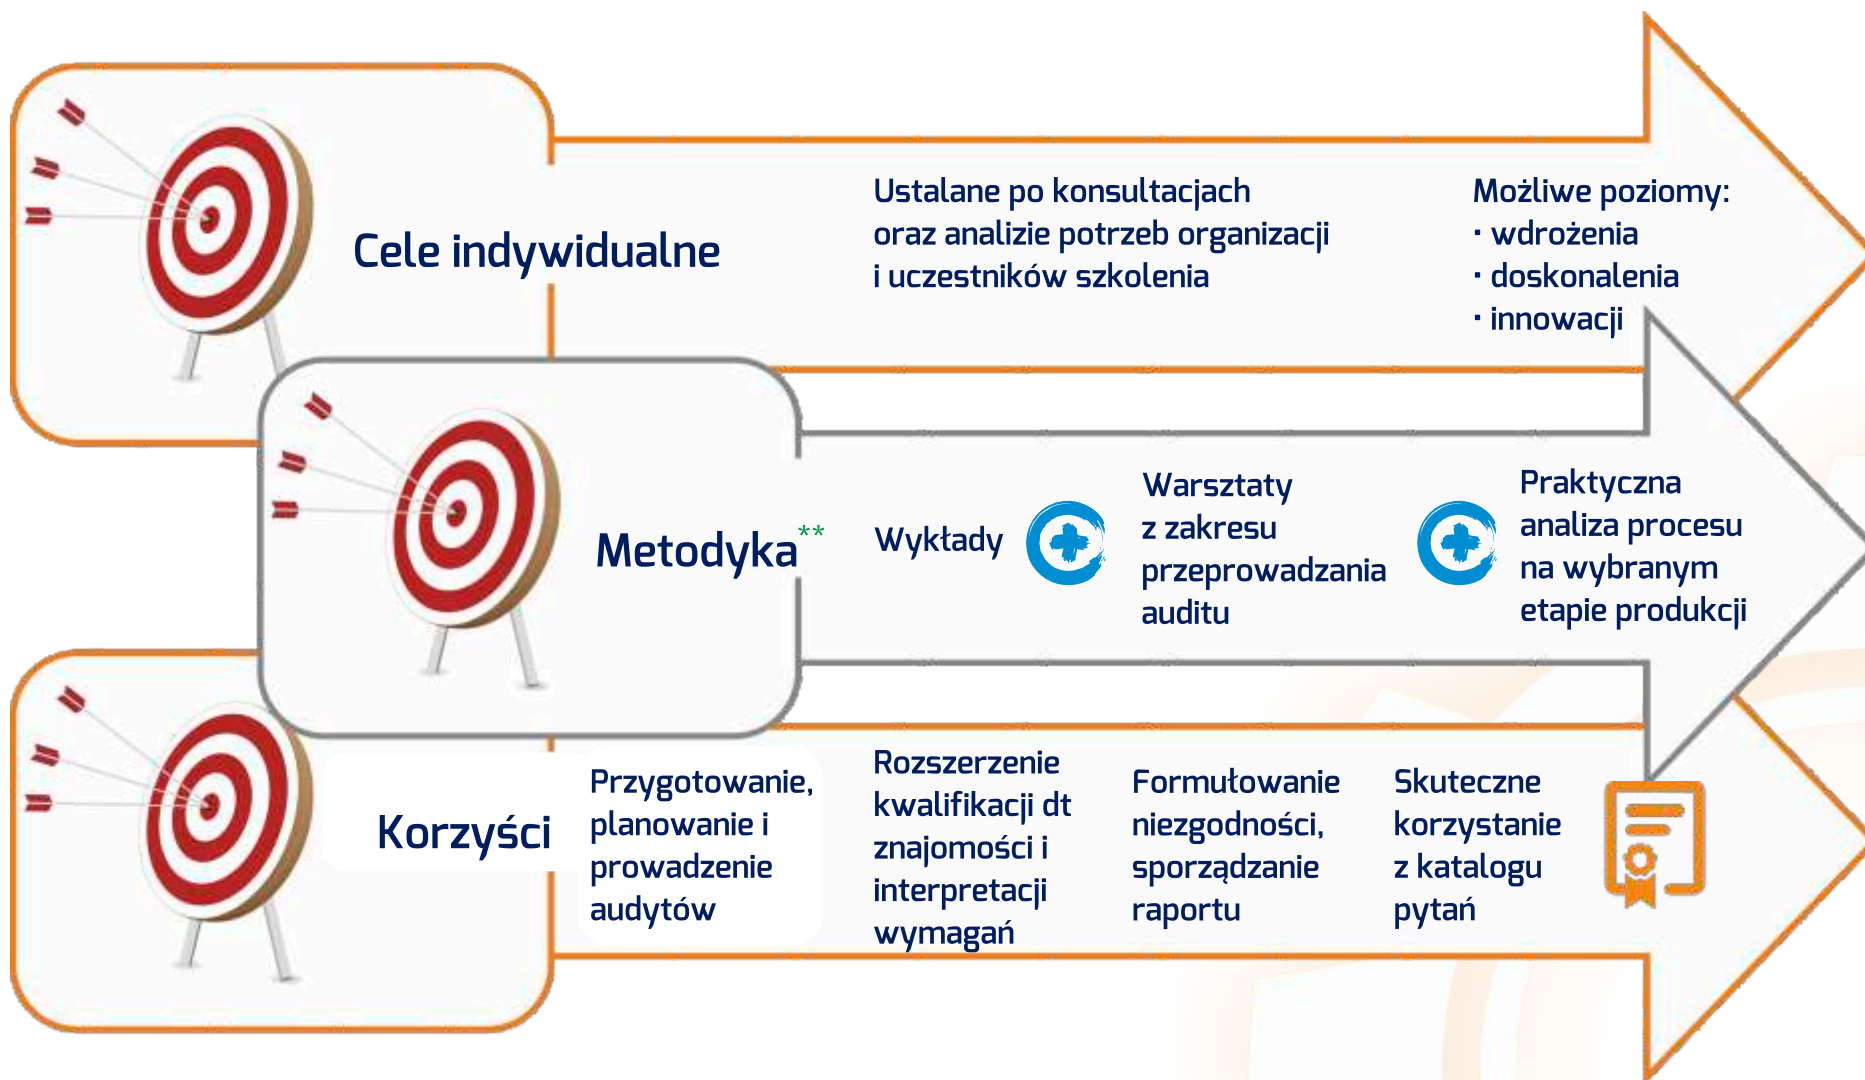 Cele indywidualne
Ustalane po konsultacjach
oraz analizie potrzeb organizacji
i uczestników szkolenia
Możliwe poziomy:
· wdrożenia
· doskonalenia
· innowacji
Metodyka**
Wykłady
Warsztaty
z zakresu
przeprowadzania
auditu
Praktyczna
analiza procesu
na wybranym
etapie produkcji
Korzyści
Przygotowanie,
planowanie i
prowadzenie
audytów
Rozszerzenie
kwalifikacji dt
znajomości i
interpretacji
wymagań
Formułowanie
niezgodności,
sporządzanie
raportu
Skuteczne
korzystanie
z katalogu
pytań